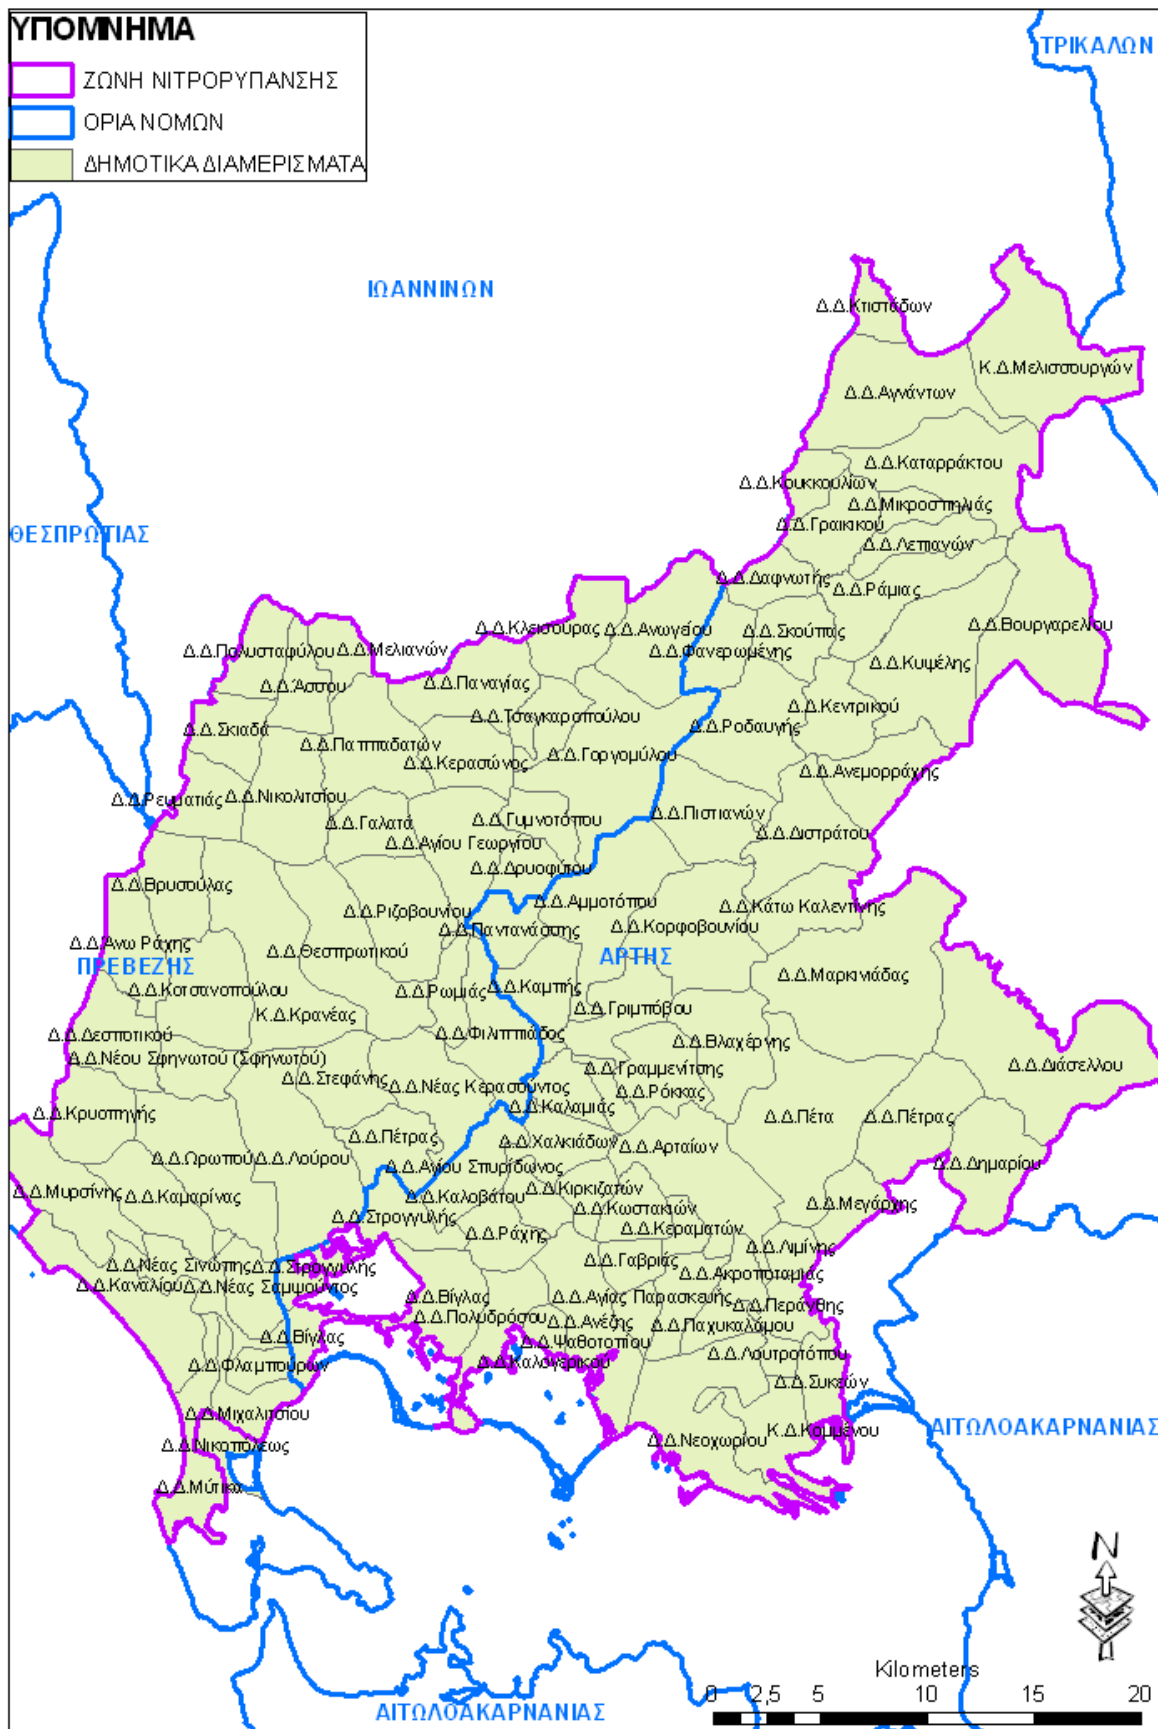 ΥΠΟΜΝΗΜΑ
ΖΩΝΗ ΝΙΤΡΟΡΥΠΑΝΣΗΣ
ΟΡΙΑ ΝΟΜΩΝ
ΔΗΜΟΤΙΚΑ ΔΙΑΜΕΡΙΣΜΑΤΑ
ΤΡΙΚΑΛΩΝ
ΙΩΑΝΝΙΝΩΝ
Δ.Δ.Κτιστάδων
Κ.Δ.Μελισσουργών
Δ.Δ.Αγνάντων
Δ.Δ.Καταρράκτου
Δ.Δ.Κουκκουλίων
Δ.Δ.Μικροσπηλιάς
Δ.Δ.Γραικικού
ΘΕΣΠΡΩΤΙΑΣ
Δ.Δ.Λεπιανών
Δ.Δ.Δαφνωτής
Δ.Δ.Ράμιας
Δ.Δ.Κλεισούρας
Δ.Δ.Ανωγείου
Δ.Δ.Σκούπας
Δ.Δ.Βουργαρελίου
Δ.Δ.Πολυσταφύλου
Δ.Δ.Μελιανών
Δ.Δ.Φανερωμένης
Δ.Δ.Κυψέλης
Δ.Δ.Άσσου
Δ.Δ.Παναγίας
Δ.Δ.Κεντρικού
Δ.Δ.Τσαγκαροπούλου
Δ.Δ.Σκιαδά
Δ.Δ.Ροδαυγής
Δ.Δ.Παππαδατών
Δ.Δ.Γοργομύλου
Δ.Δ.Κερασώνος
Δ.Δ.Ανεμορράχης
Δ.Δ.Ρευματιάς
Δ.Δ.Νικολιτσίου
Δ.Δ.Πιστιανών
Δ.Δ.Γαλατά
Δ.Δ.Γυμνοτόπου
Δ.Δ.Διστράτου
Δ.Δ.Αγίου Γεωργίου
Δ.Δ.Δρυοφύτου
Δ.Δ.Βρυσούλας
Δ.Δ.Αμμοτόπου
Δ.Δ.Κάτω Καλεντίνης
Δ.Δ.Ριζοβουνίου
Δ.Δ.Παντανάσσης
Δ.Δ.Κορφοβουνίου
Δ.Δ.Άνω Ράχης
Δ.Δ.Θεσπρωτικού
ΑΡΤΗΣ
ΠΡΕΒΕΖΗΣ
Δ.Δ.Μαρκινιάδας
Δ.Δ.Κοτσανοπούλου
Δ.Δ.Ρωμιάς
Δ.Δ.Καμπής
Δ.Δ.Γριμπόβου
Κ.Δ.Κρανέας
Δ.Δ.Δεσποτικού
Δ.Δ.Φιλιππιάδος
Δ.Δ.Βλαχέρνης
Δ.Δ.Νέου Σφηνωτού (Σφηνωτού)
Δ.Δ.Γραμμενίτσης
Δ.Δ.Διάσελλου
Δ.Δ.Στεφάνης
Δ.Δ.Νέας Κερασούντος
Δ.Δ.Ρόκκας
Δ.Δ.Κρυοπηγής
Δ.Δ.Καλαμιάς
Δ.Δ.Πέτα
Δ.Δ.Πέτρας
Δ.Δ.Πέτρας
Δ.Δ.Χαλκιάδων
Δ.Δ.Αρταίων
Δ.Δ.Ωρωπού
Δ.Δ.Λούρου
Δ.Δ.Αγίου Σπυρίδωνος
Δ.Δ.Δημαρίου
Δ.Δ.Μυρσίνης
Δ.Δ.Καμαρίνας
Δ.Δ.Καλοβάτου
Δ.Δ.Κιρκιζατών
Δ.Δ.Κωστακιών
Δ.Δ.Μεγάρχης
Δ.Δ.Στρογγυλής
Δ.Δ.Ράχης
Δ.Δ.Κεραματών
Δ.Δ.Λιμίνης
Δ.Δ.Νέας Σινώπης
Δ.Δ.Στρογγυλής
Δ.Δ.Γαβριάς
Δ.Δ.Ακροποταμιάς
Δ.Δ.Καναλίου
Δ.Δ.Νέας Σαμψούντος
Δ.Δ.Βίγλας
Δ.Δ.Αγίας Παρασκευής
Δ.Δ.Περάνθης
Δ.Δ.Πολυδρόσου
Δ.Δ.Ανέζης
Δ.Δ.Παχυκαλάμου
Δ.Δ.Βίγλας
Δ.Δ.Ψαθοτοπίου
Δ.Δ.Λουτροτόπου
Δ.Δ.Φλαμπούρων
Δ.Δ.Καλογερικού
Δ.Δ.Συκεών
Δ.Δ.Μιχαλιτσίου
Κ.Δ.Κομμένου
ΑΙΤΩΛΟΑΚΑΡΝΑΝΙΑΣ
Δ.Δ.Νικοπόλεως
Δ.Δ.Νεοχωρίου
Δ.Δ.Μύτικα
N
Kilometers
0 2,5 5 10 15 20
ΑΙΤΩΛΟΑΚΑΡΝΑΝΙΑΣ